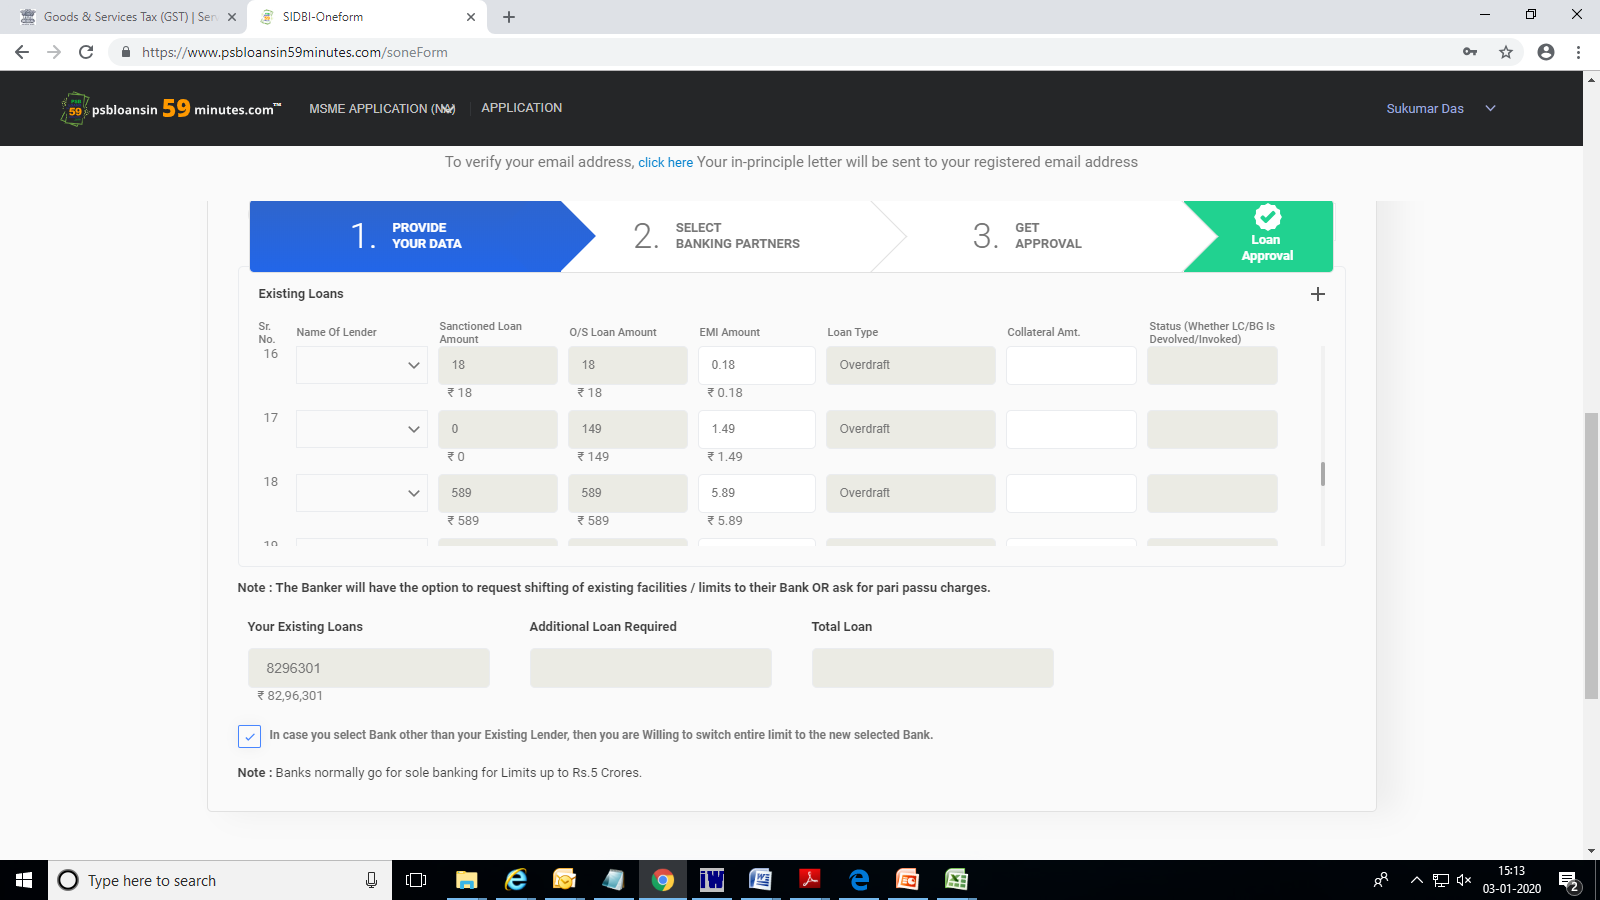 Goods & Services Tax (GST) | Ser
SIDBI-Oneform
https://www.psbloansin59minutes.com/soneForm
PSB
59
psbloansin 59 minutes.com™
MSME APPLICATION
APPLICATION
Sukumar Das
To verify your email address, click here Your in-principle letter will be sent to your registered email address
1. PROVIDE YOUR DATA
2. SELECT BANKING PARTNERS
3. GET APPROVAL
Loan Approval
Existing Loans
Sr. No. Name Of Lender Sanctioned Loan Amount O/S Loan Amount EMI Amount Loan Type Collateral Amt. Status (Whether LC/BG Is Devolved/Invoked)
16 18 18 0.18 Overdraft
₹ 18 ₹ 18 ₹ 0.18
17 0 149 1.49 Overdraft
₹ 0 ₹ 149 ₹ 1.49
18 589 589 5.89 Overdraft
₹ 589 ₹ 589 ₹ 5.89
19
Note : The Banker will have the option to request shifting of existing facilities / limits to their Bank OR ask for pari passu charges.
Your Existing Loans Additional Loan Required Total Loan
8296301
₹ 82,96,301
In case you select Bank other than your Existing Lender, then you are Willing to switch entire limit to the new selected Bank.
Note : Banks normally go for sole banking for Limits up to Rs.5 Crores.
Type here to search
15:13
03-01-2020
2